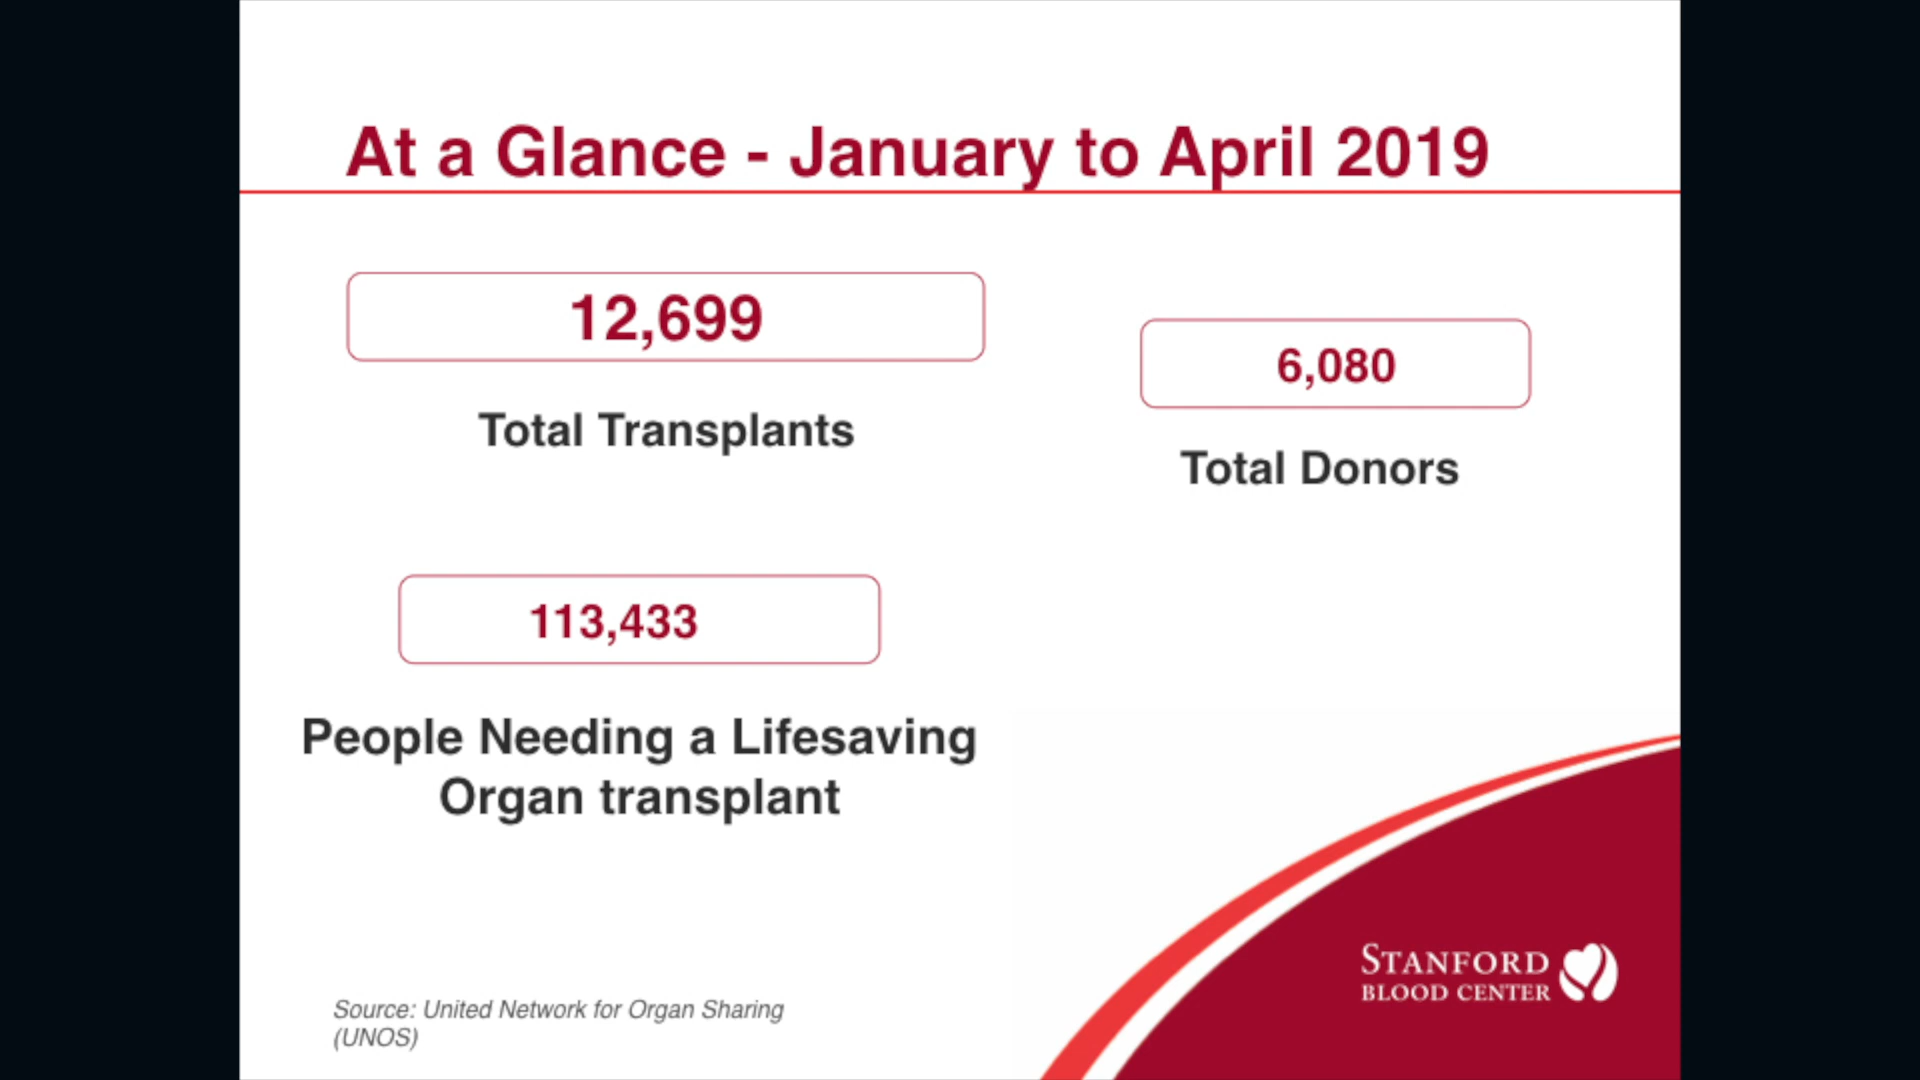 At a Glance - January to April 2019
12,699
Total Transplants
6,080
Total Donors
113,433
People Needing a Lifesaving
Organ transplant
Source: United Network for Organ Sharing
(UNOS)
STANFORD
BLOOD CENTER